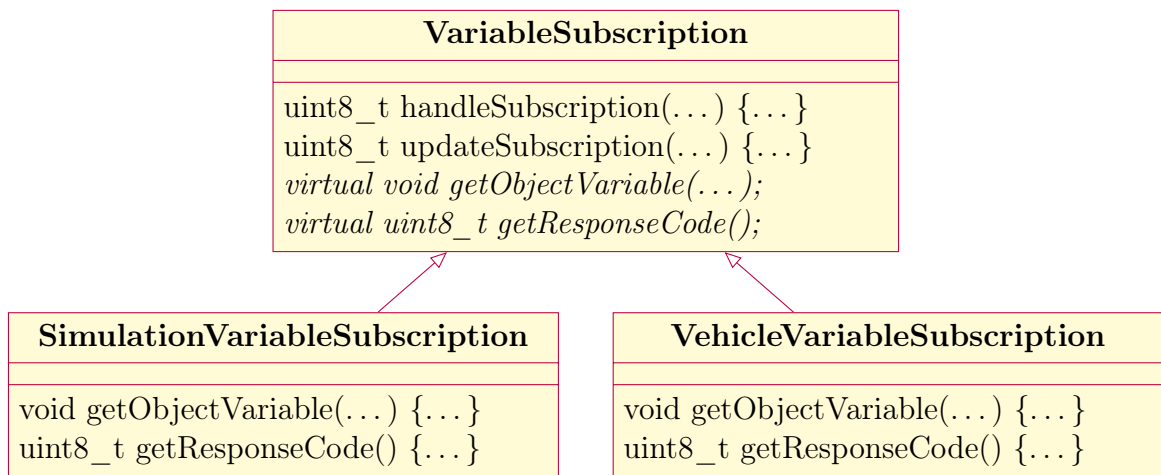 VariableSubscription
uint8_t handleSubscription(...) {...}
uint8_t updateSubscription(...) {...}
virtual void getObjectVariable(...);
virtual uint8_t getResponseCode();
SimulationVariableSubscription
void getObjectVariable(...) {...}
uint8_t getResponseCode() {...}
VehicleVariableSubscription
void getObjectVariable(...) {...}
uint8_t getResponseCode() {...}